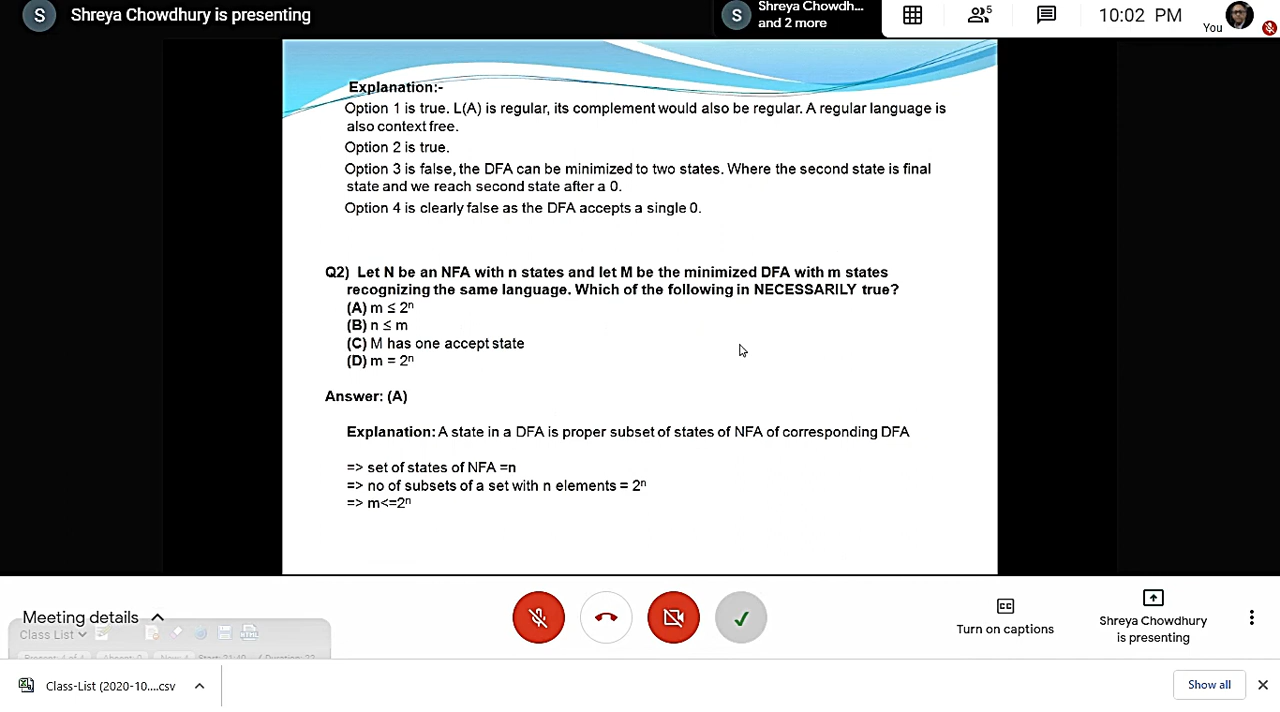 S Shreya Chowdhury is presenting
S Shreya Chowdh...
and 2 more
5
10:02 PM
You
Explanation:-
Option 1 is true. L(A) is regular, its complement would also be regular. A regular language is
also context free.
Option 2 is true.
Option 3 is false, the DFA can be minimized to two states. Where the second state is final
state and we reach second state after a 0.
Option 4 is clearly false as the DFA accepts a single 0.
Q2) Let N be an NFA with n states and let M be the minimized DFA with m states
recognizing the same language. Which of the following in NECESSARILY true?
(A) m ≤ 2ⁿ
(B) n ≤ m
(C) M has one accept state
(D) m = 2ⁿ
Answer: (A)
Explanation: A state in a DFA is proper subset of states of NFA of corresponding DFA
=> set of states of NFA =n
=> no of subsets of a set with n elements = 2ⁿ
=> m<=2ⁿ
Meeting details
Class List
CC
Turn on captions
Shreya Chowdhury
is presenting
Class-List (2020-10....csv
Show all